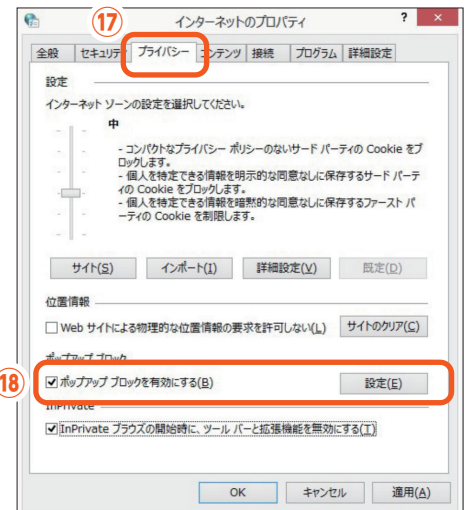 ⑰
インターネットのプロパティ
? ×
全般 セキュリティ プライバシー コンテンツ 接続 プログラム 詳細設定
設定
インターネット ゾーンの設定を選択してください。
中
- コンパクトなプライバシー ポリシーのないサード パーティの Cookie をブ
ロックします。
- 個人を特定できる情報を明示的な同意なしに保存するサード パーテ
ィの Cookie をブロックします。
- 個人を特定できる情報を暗黙的な同意なしに保存するファースト パ
ーティの Cookie を制限します。
サイト(S) インポート(I) 詳細設定(V) 既定(D)
位置情報
Web サイトによる物理的な位置情報の要求を許可しない(L) サイトのクリア(C)
ポップアップ ブロック
⑱
ポップアップ ブロックを有効にする(B) 設定(E)
InPrivate
InPrivate ブラウズの開始時に、ツール バーと拡張機能を無効にする(T)
OK キャンセル 適用(A)